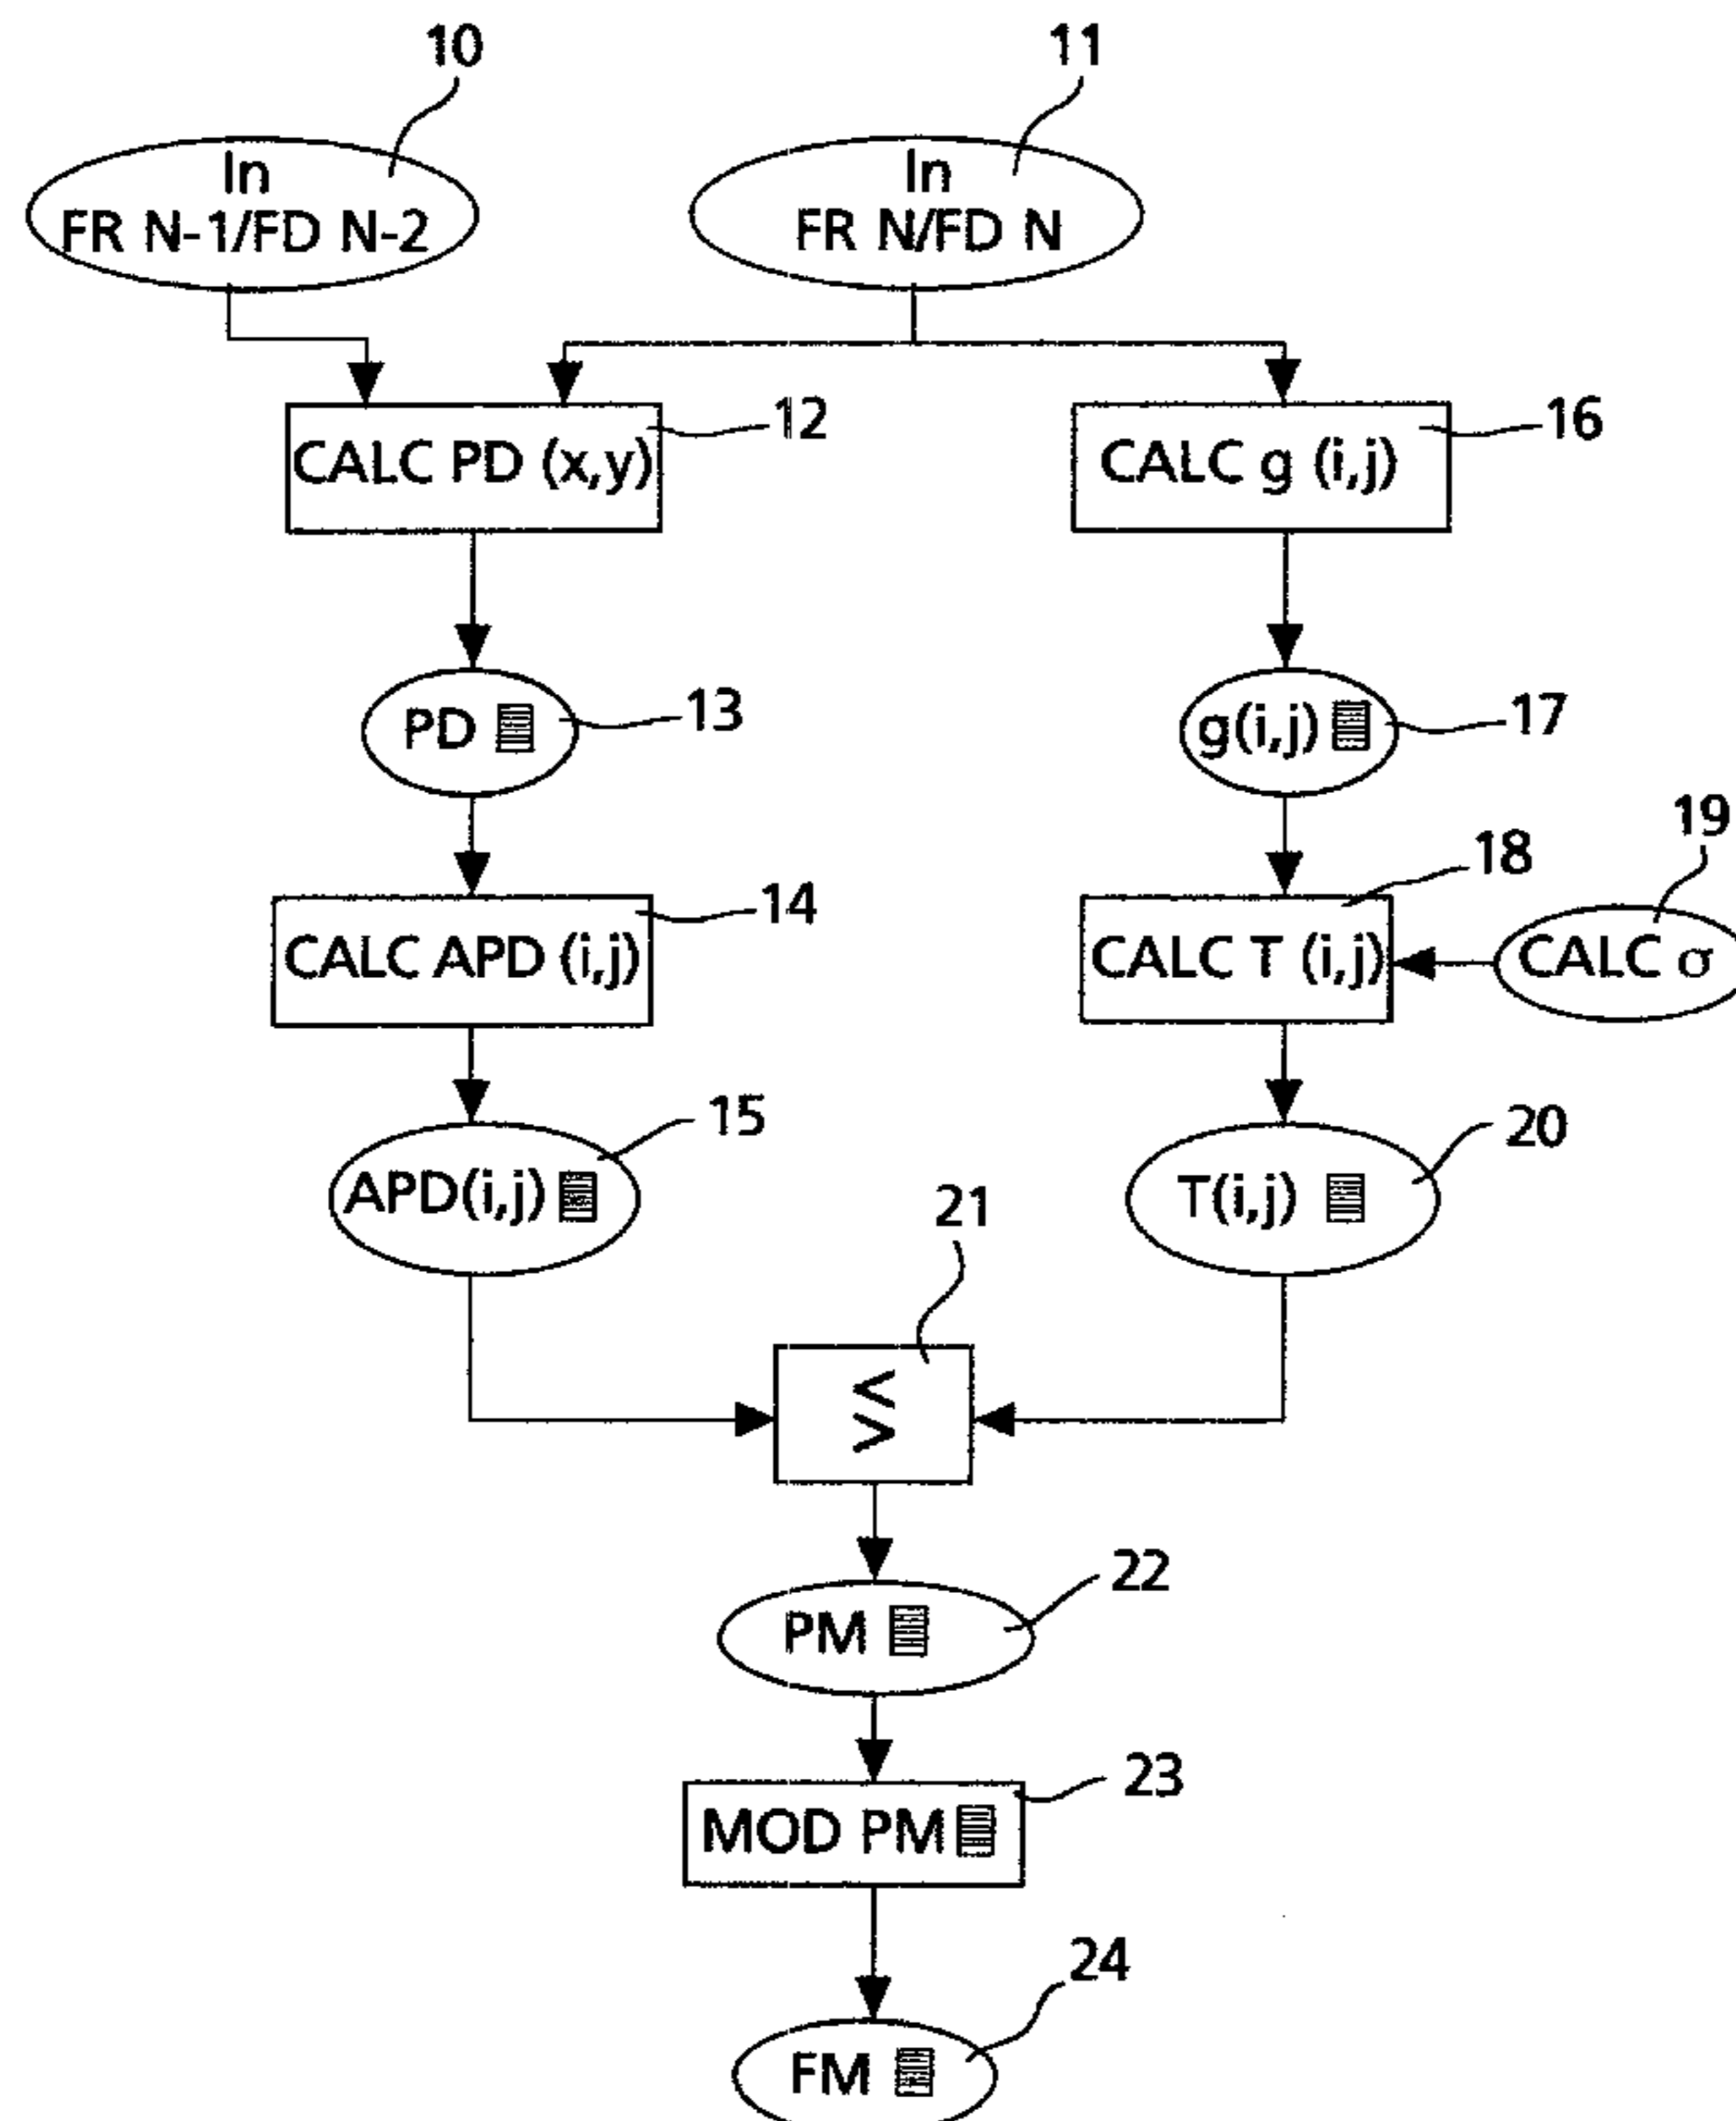 10
11
In
FR N-1/FD N-2
In
FR N/FD N
12
16
CALC PD (x,y)
CALC g (i,j)
13
17
PD
g(i,j)
19
18
14
CALC APD (i,j)
CALC T (i,j)
CALC σ
15
20
APD(i,j)
T(i,j)
21
<
>
22
PM
23
MOD PM
24
FM